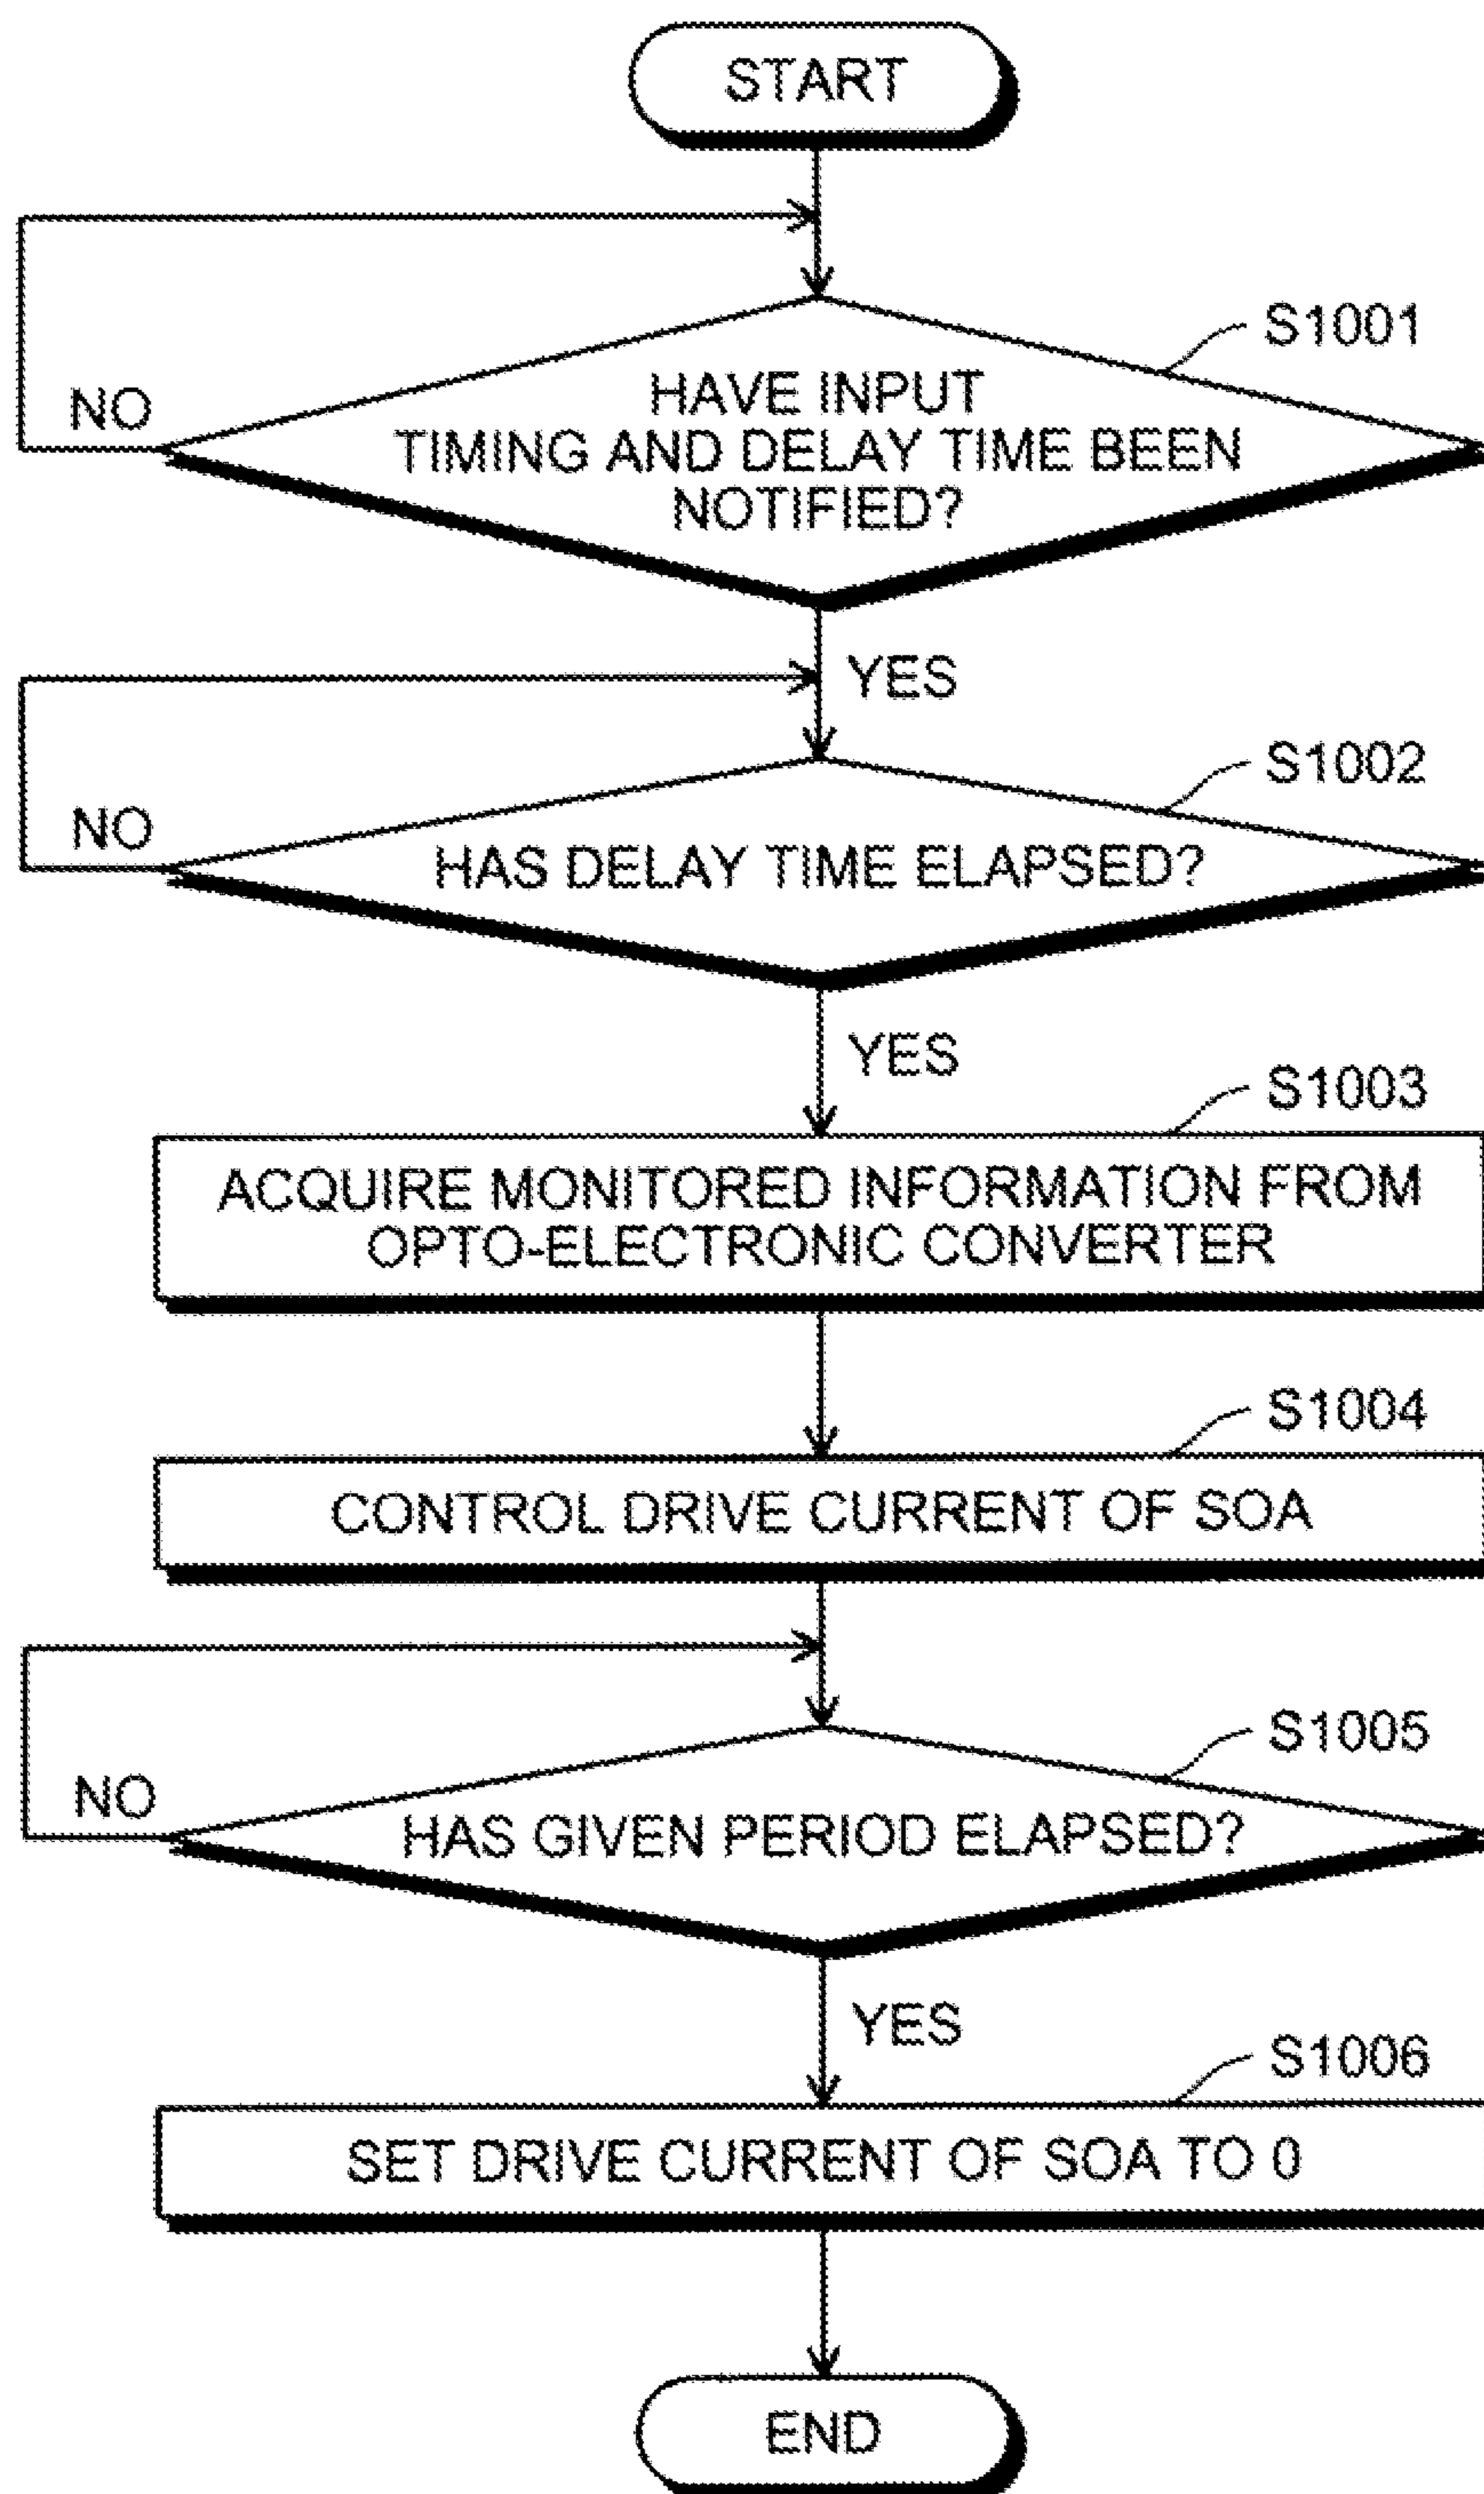 START
S1001
HAVE INPUT
TIMING AND DELAY TIME BEEN
NOTIFIED?
NO
YES
S1002
HAS DELAY TIME ELAPSED?
NO
YES
S1003
ACQUIRE MONITORED INFORMATION FROM
OPTO-ELECTRONIC CONVERTER
S1004
CONTROL DRIVE CURRENT OF SOA
S1005
HAS GIVEN PERIOD ELAPSED?
NO
YES
S1006
SET DRIVE CURRENT OF SOA TO 0
END